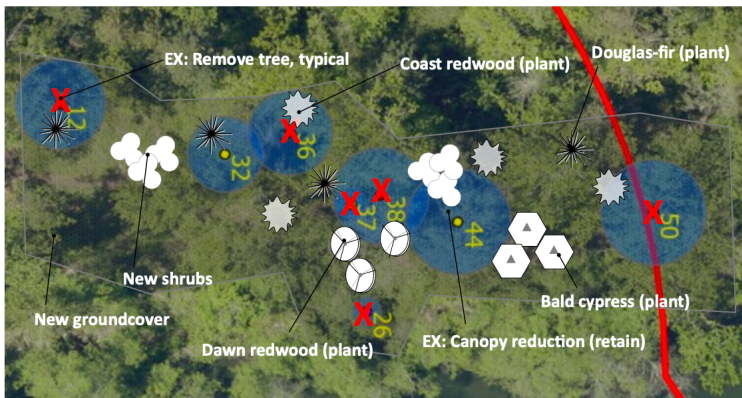 EX: Remove tree, typical
Coast redwood (plant)
Douglas-fir (plant)
12
32
36
37
38
44
50
New shrubs
New groundcover
26
Dawn redwood (plant)
Bald cypress (plant)
EX: Canopy reduction (retain)